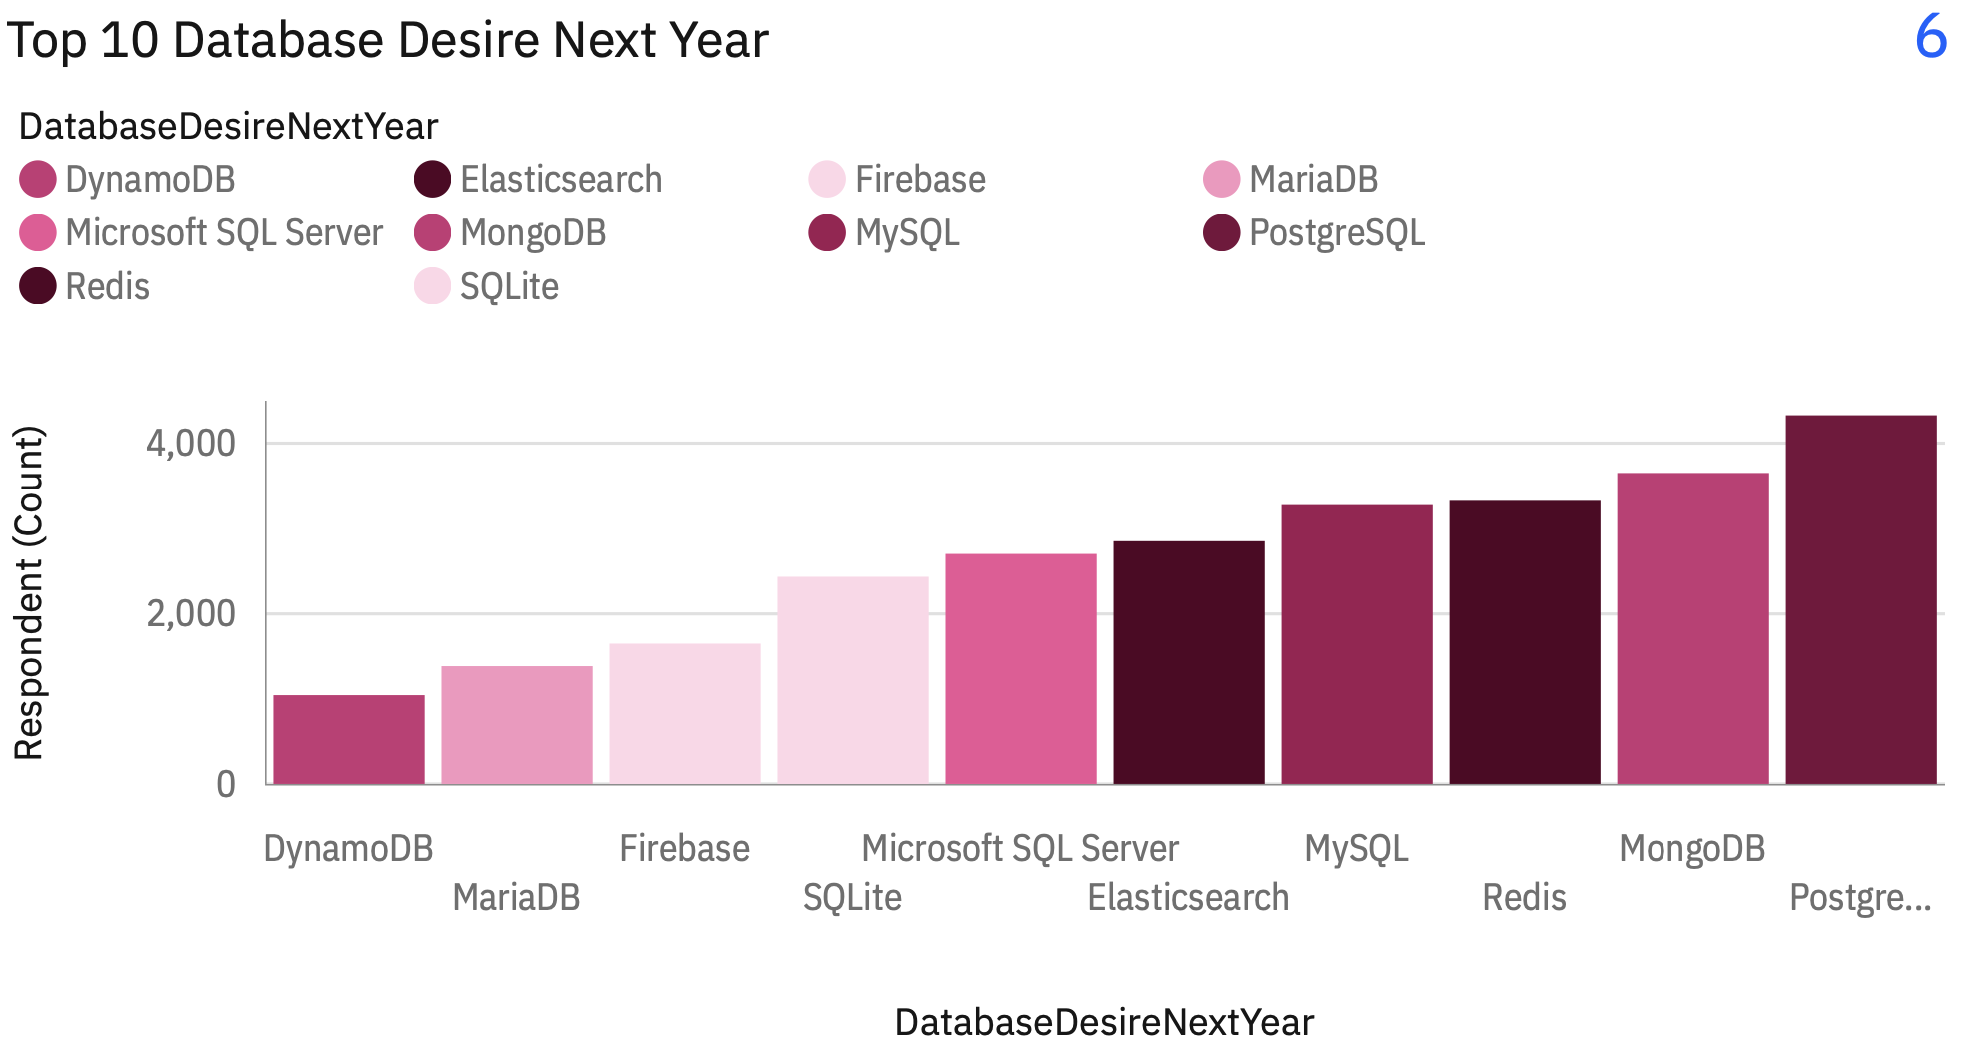 Top 10 Database Desire Next Year 6
DatabaseDesireNextYear
DynamoDB Elasticsearch Firebase MariaDB
Microsoft SQL Server MongoDB MySQL PostgreSQL
Redis SQLite
Respondent (Count)
4,000
2,000
0
DynamoDB Firebase Microsoft SQL Server MySQL MongoDB
MariaDB SQLite Elasticsearch Redis Postgre...
DatabaseDesireNextYear